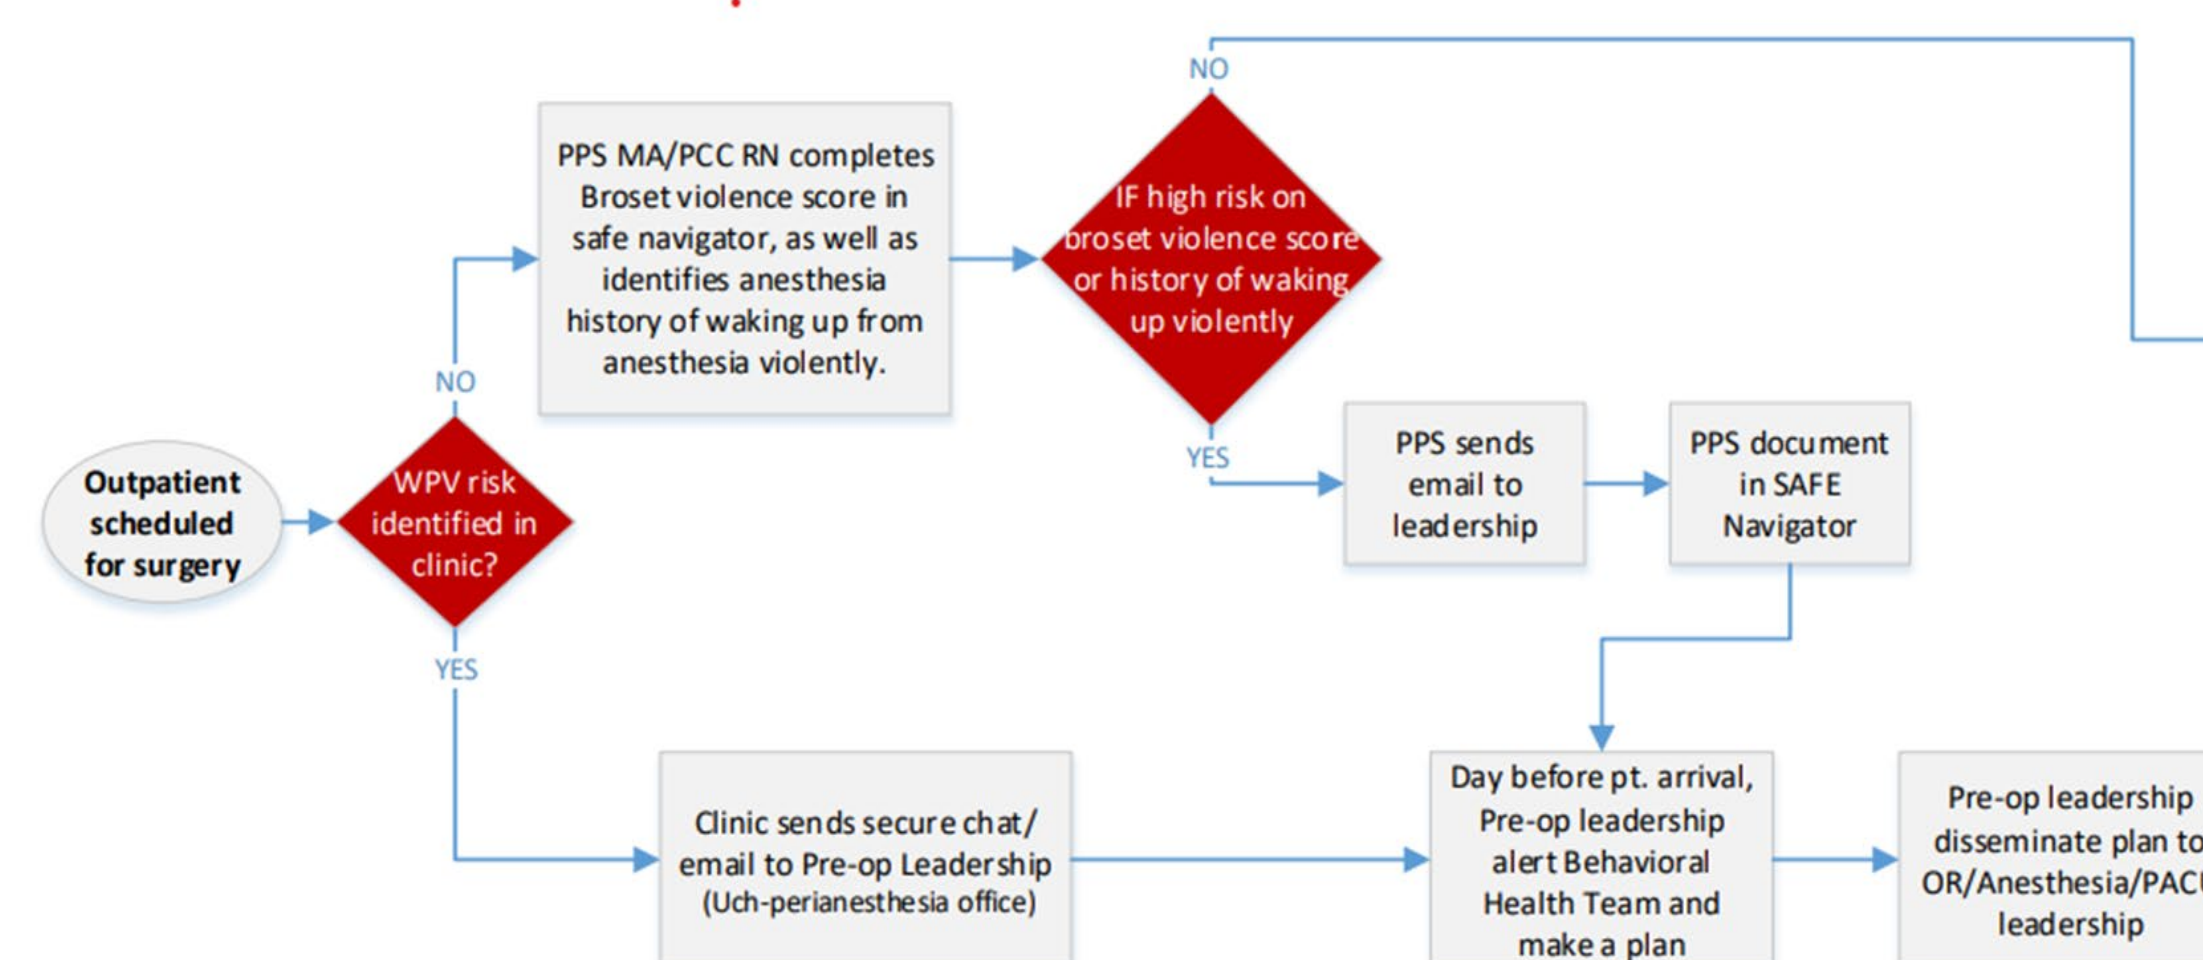 NO
PPS MA/PCC RN completes
Broset violence score in
safe navigator, as well as
identifies anesthesia
history of waking up from
anesthesia violently.
IF high risk on
broset violence score
or history of waking
up violently
NO
YES
PPS sends
email to
leadership
PPS document
in SAFE
Navigator
Outpatient
scheduled
for surgery
WPV risk
identified in
clinic?
YES
Clinic sends secure chat/
email to Pre-op Leadership
(Uch-perianesthesia office)
Day before pt. arrival,
Pre-op leadership
alert Behavioral
Health Team and
make a plan
Pre-op leadership
disseminate plan to
OR/Anesthesia/PACU
leadership